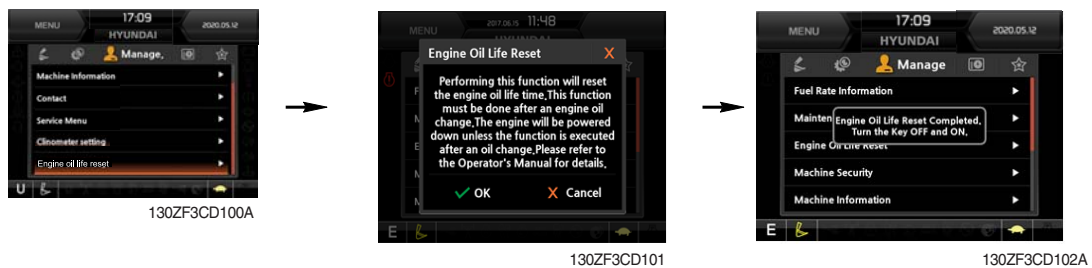 MENU
17:09
HYUNDAI
2020.05.12
Manage.
Machine Information
Contact
Service Menu
Clinometer setting
Engine oil life reset
U
130ZF3CD100A
MENU
2017.06.15 11:48
HYUNDAI
Engine Oil Life Reset X
Performing this function will reset
the engine oil life time.This function
must be done after an engine oil
change.The engine will be powered
down unless the function is executed
after an oil change.Please refer to
the Operator's Manual for details.
OK
X Cancel
E
130ZF3CD101
MENU
17:09
HYUNDAI
2020.05.12
Manage
Fuel Rate Information
Mainten
Engine Oil Life Reset Completed.
Turn the Key OFF and ON.
Engine Oil Life Reset
Machine Security
Machine Information
E
130ZF3CD102A